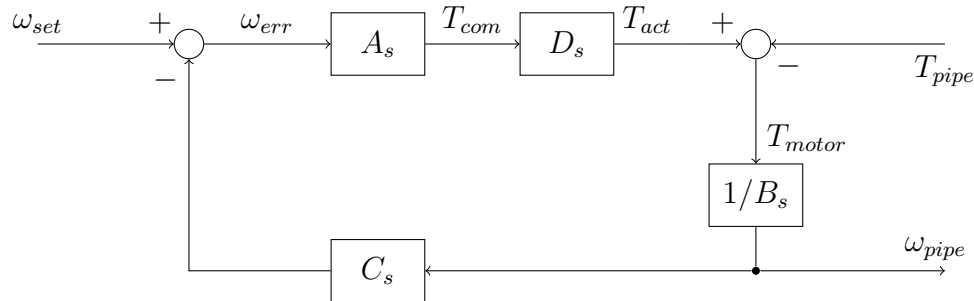 ω_set + ω_err A_s T_com D_s T_act +
− − T_pipe
T_motor
1/B_s
C_s ω_pipe